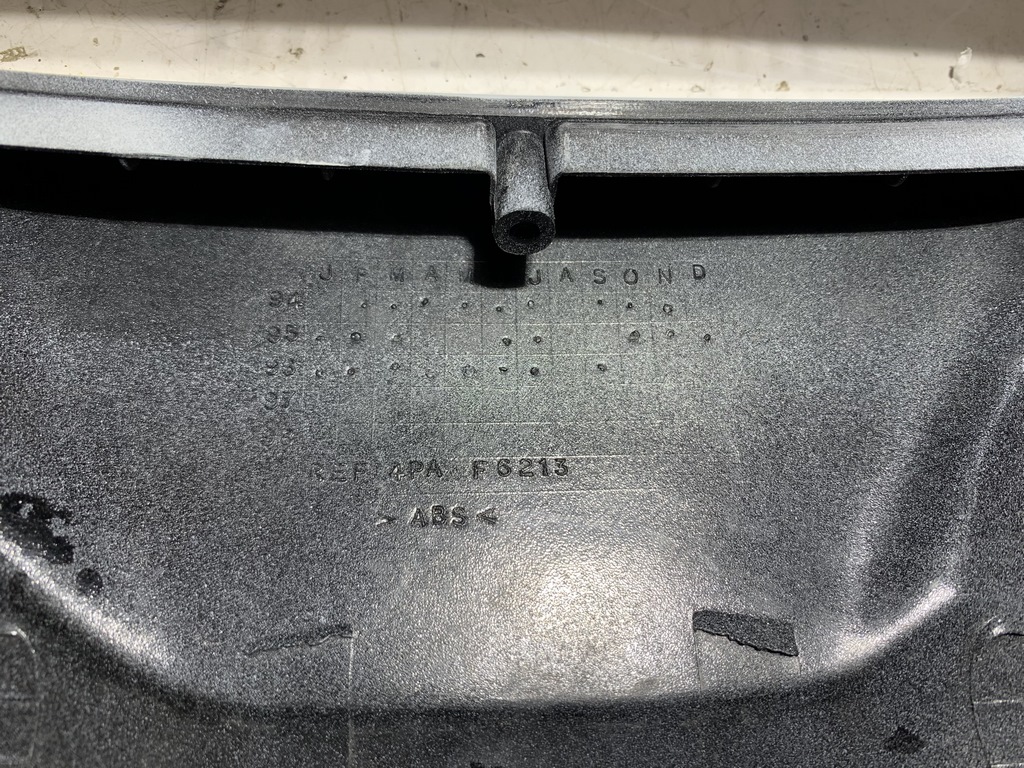 J F M A M J J A S O N D
94
95
96
97
REF 4PA F6213
>ABS<